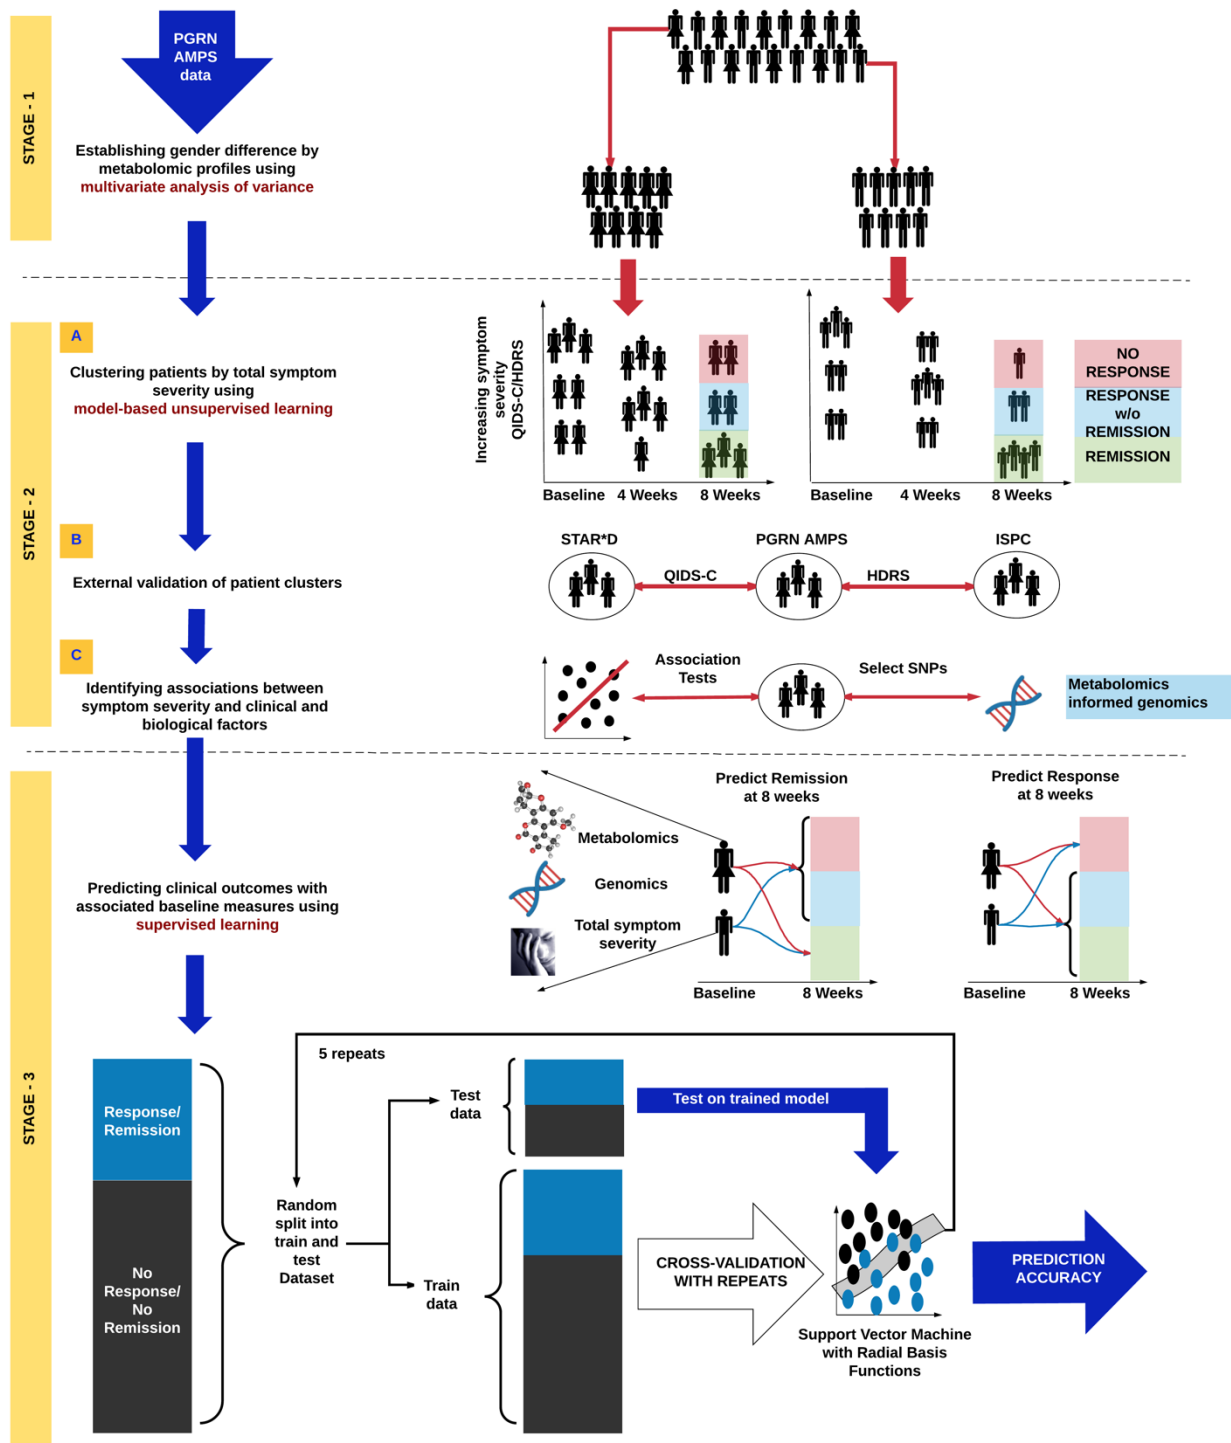 STAGE - 1
PGRN
AMPS
data
Establishing gender difference by
metabolomic profiles using
multivariate analysis of variance
STAGE - 2
A
Clustering patients by total symptom
severity using
model-based unsupervised learning
Increasing symptom
severity
QIDS-C/HDRS
Baseline 4 Weeks 8 Weeks
Baseline 4 Weeks 8 Weeks
NO
RESPONSE
RESPONSE
w/o
REMISSION
REMISSION
B
External validation of patient clusters
STAR*D
PGRN AMPS
ISPC
QIDS-C
HDRS
C
Identifying associations between
symptom severity and clinical and
biological factors
Association
Tests
Select SNPs
Metabolomics
informed genomics
STAGE - 3
Predicting clinical outcomes with
associated baseline measures using
supervised learning
Metabolomics
Genomics
Total symptom
severity
Predict Remission
at 8 weeks
Baseline 8 Weeks
Predict Response
at 8 weeks
Baseline 8 Weeks
Response/
Remission
No
Response/
No
Remission
5 repeats
Random
split into
train and
test
Dataset
Test
data
Train
data
Test on trained model
CROSS-VALIDATION
WITH REPEATS
Support Vector Machine
with Radial Basis
Functions
PREDICTION
ACCURACY